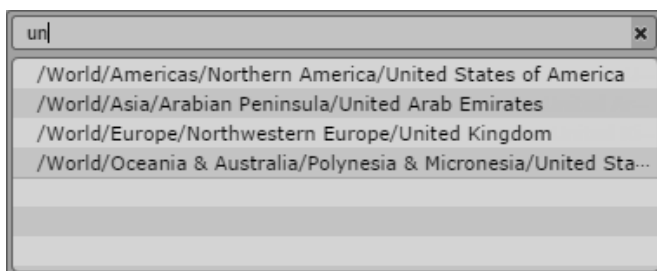 un
/World/Americas/Northern America/United States of America
/World/Asia/Arabian Peninsula/United Arab Emirates
/World/Europe/Northwestern Europe/United Kingdom
/World/Oceania & Australia/Polynesia & Micronesia/United Sta...